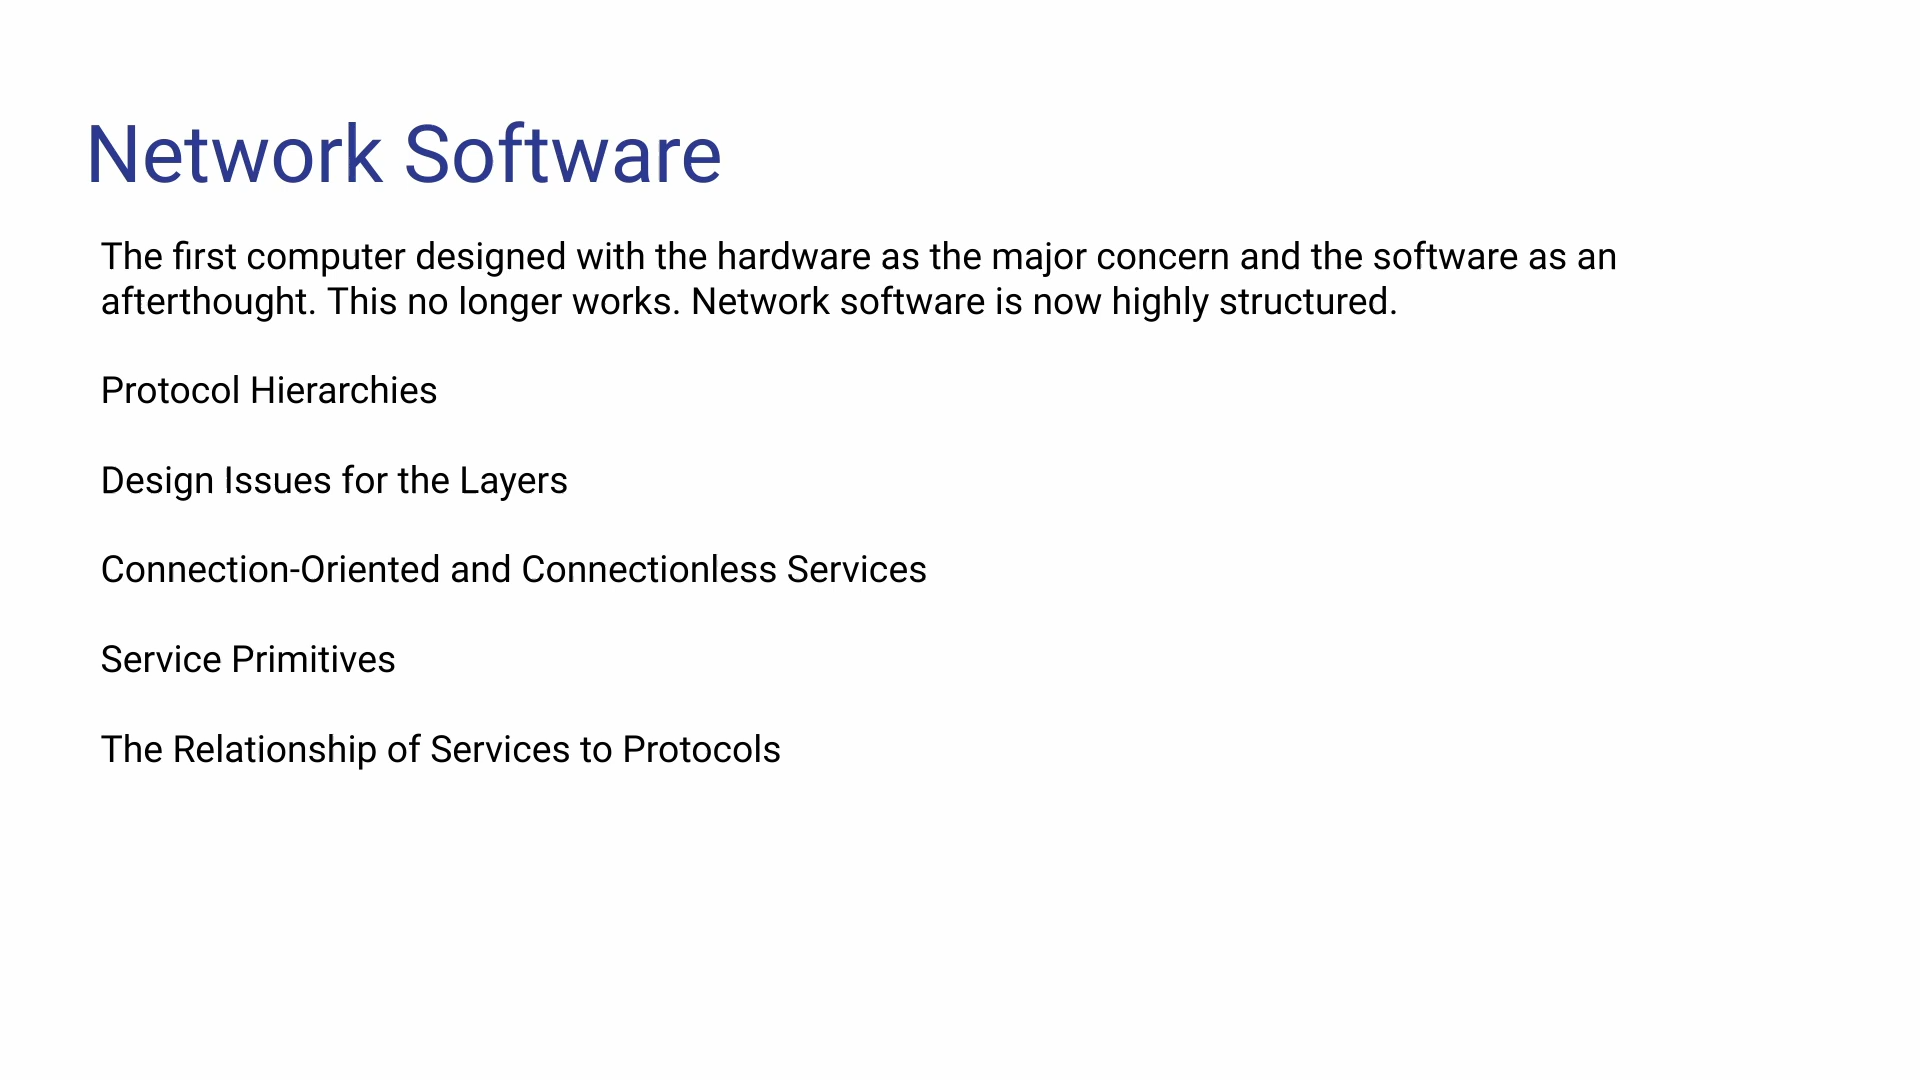 Network Software
The first computer designed with the hardware as the major concern and the software as an
afterthought. This no longer works. Network software is now highly structured.
Protocol Hierarchies
Design Issues for the Layers
Connection-Oriented and Connectionless Services
Service Primitives
The Relationship of Services to Protocols